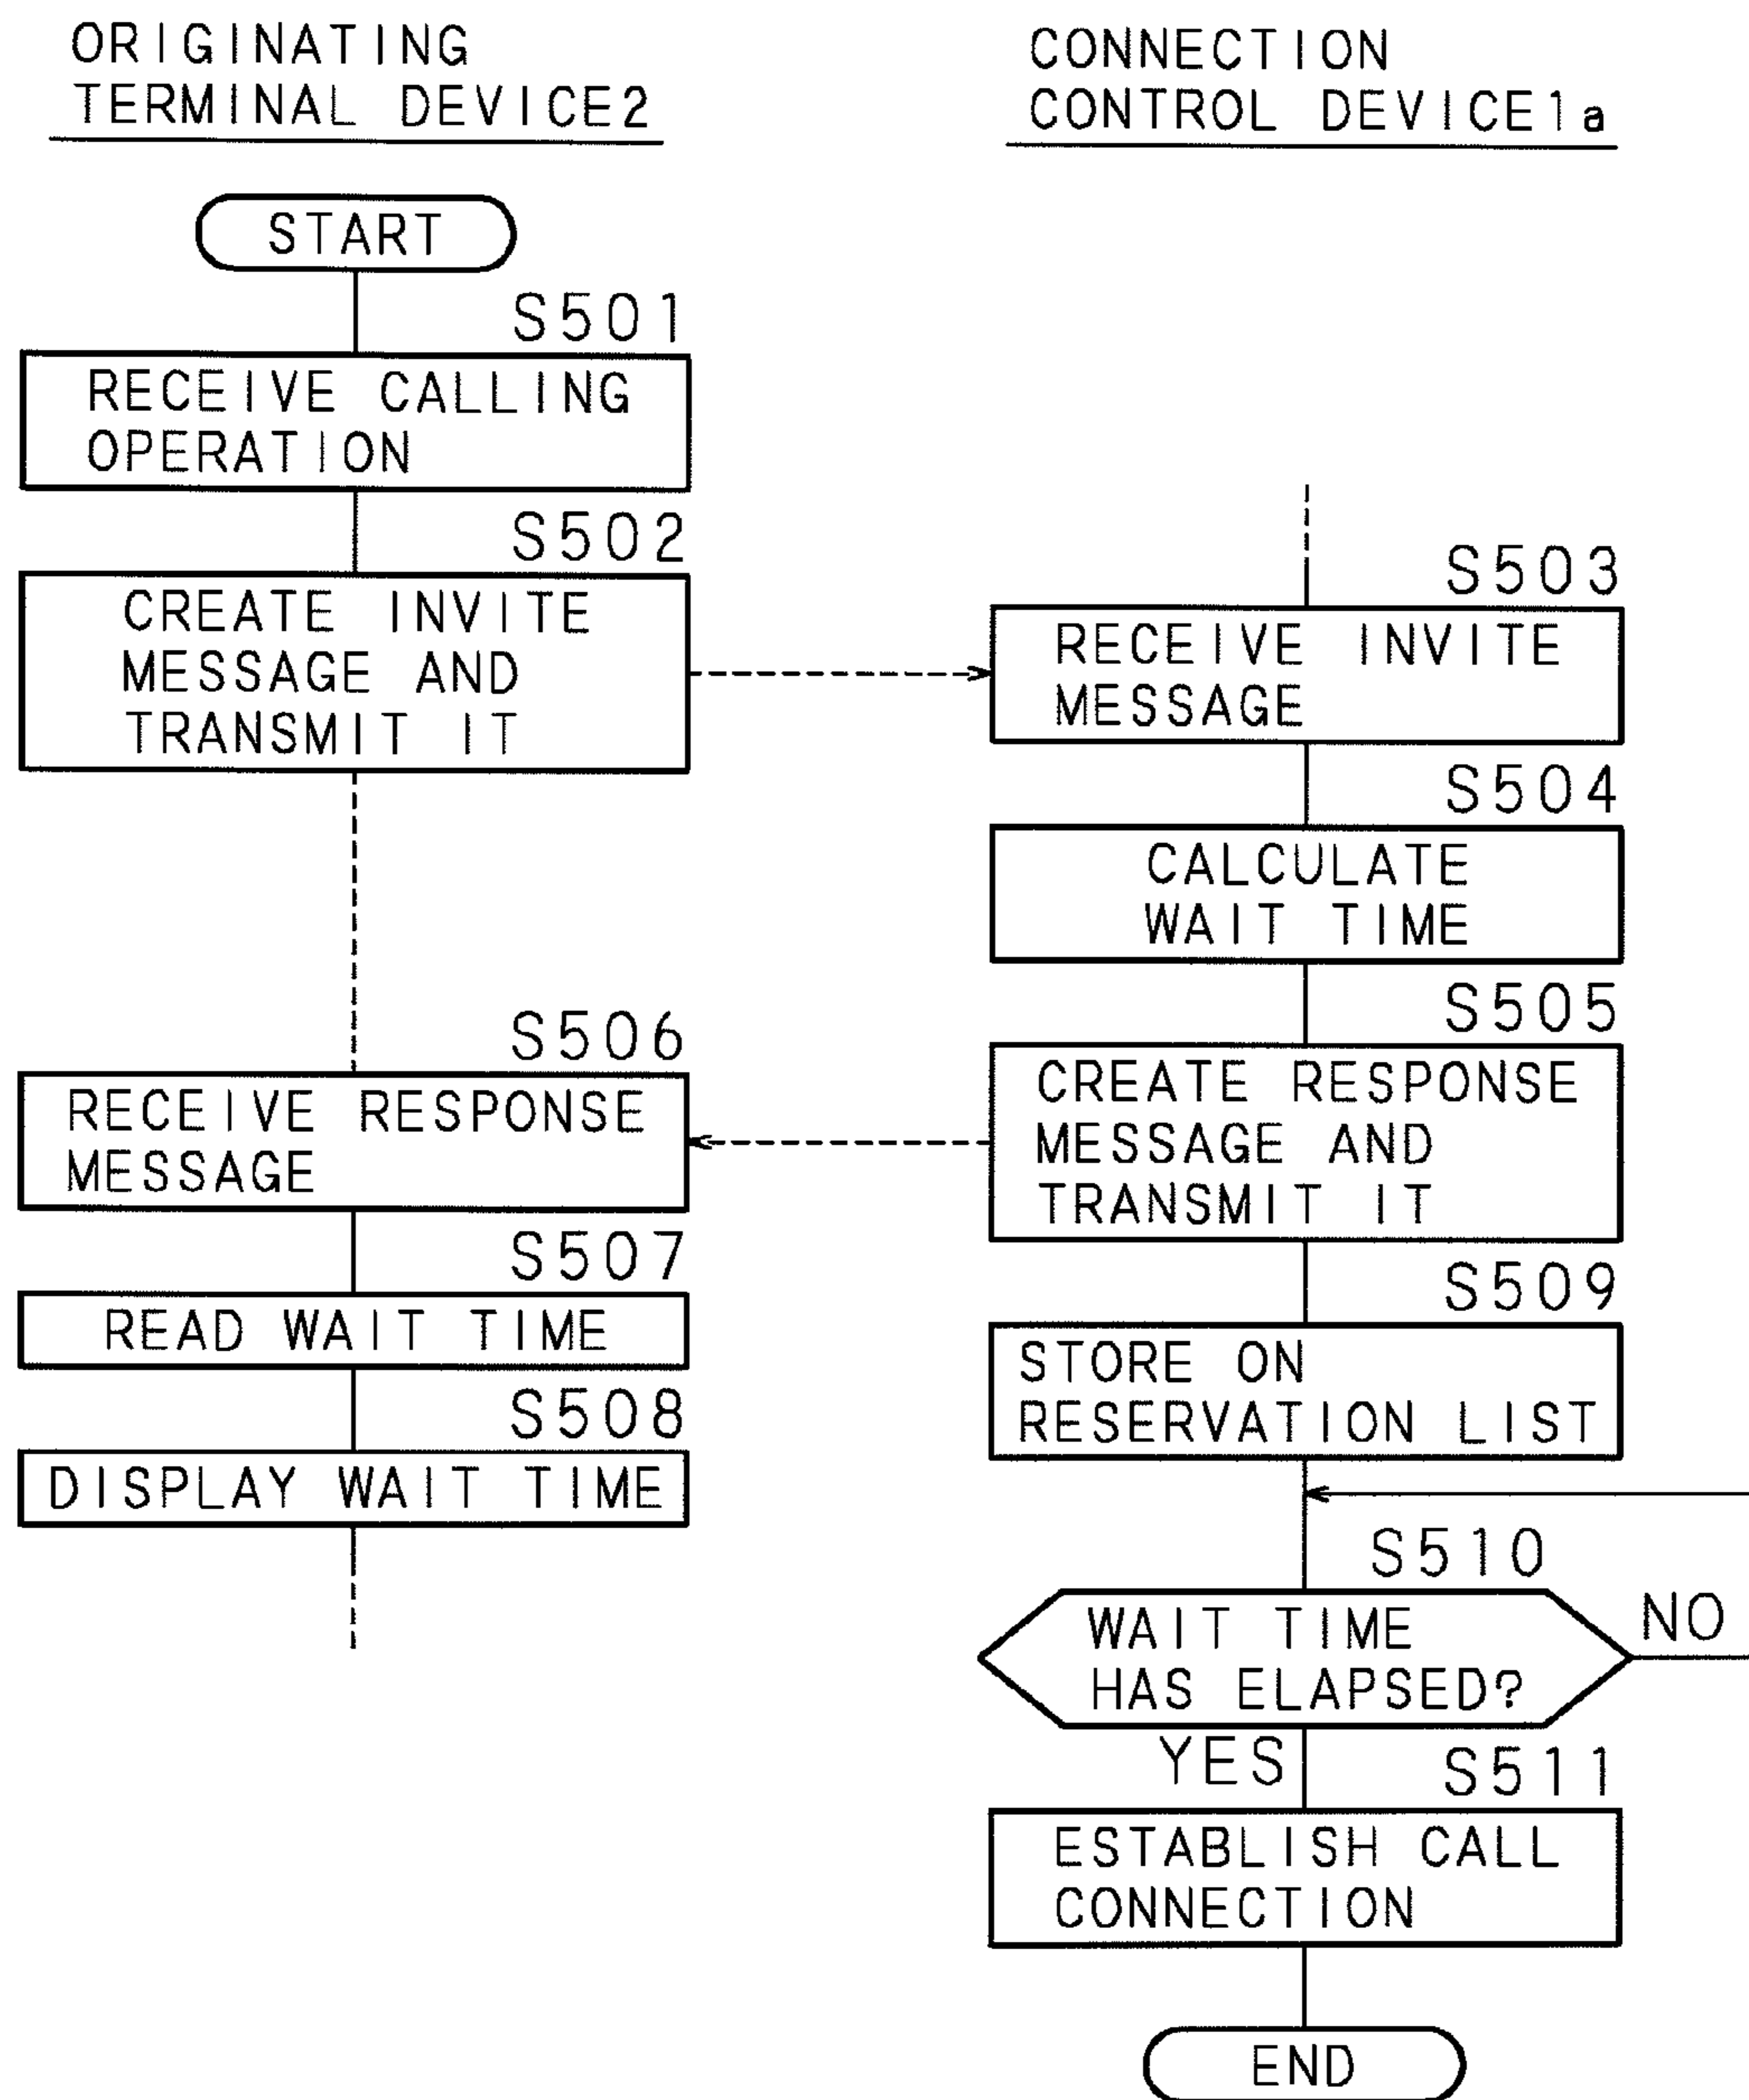 ORIGINATING
TERMINAL DEVICE2
CONNECTION
CONTROL DEVICE1a
START
S501
RECEIVE CALLING
OPERATION
S502
CREATE INVITE
MESSAGE AND
TRANSMIT IT
S503
RECEIVE INVITE
MESSAGE
S504
CALCULATE
WAIT TIME
S505
CREATE RESPONSE
MESSAGE AND
TRANSMIT IT
S506
RECEIVE RESPONSE
MESSAGE
S507
READ WAIT TIME
S508
DISPLAY WAIT TIME
S509
STORE ON
RESERVATION LIST
S510
WAIT TIME
HAS ELAPSED?
NO
YES
S511
ESTABLISH CALL
CONNECTION
END